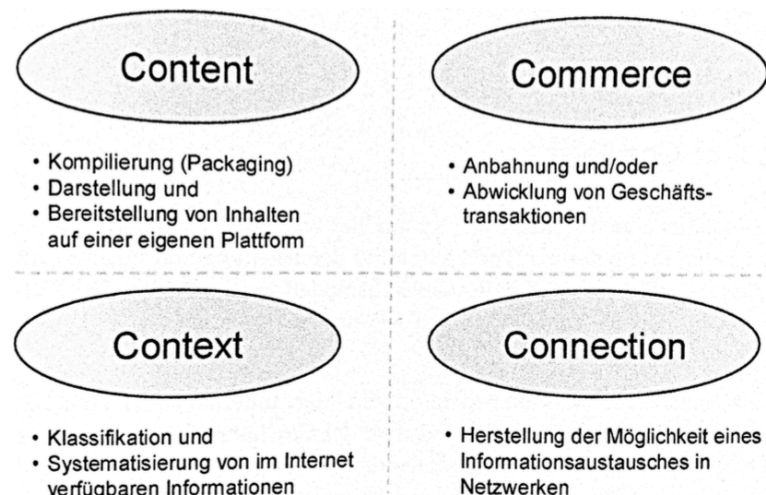 Content
• Kompilierung (Packaging)
• Darstellung und
• Bereitstellung von Inhalten
auf einer eigenen Plattform
Commerce
• Anbahnung und/oder
• Abwicklung von Geschäfts-
transaktionen
Context
• Klassifikation und
• Systematisierung von im Internet
verfügbaren Informationen
Connection
• Herstellung der Möglichkeit eines
Informationsaustausches in
Netzwerken